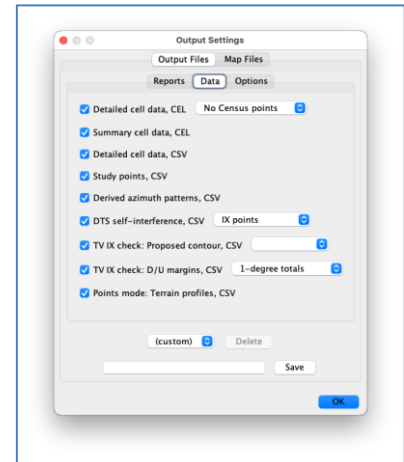 Output Settings
Output Files Map Files
Reports Data Options
Detailed cell data, CEL No Census points
Summary cell data, CEL
Detailed cell data, CSV
Study points, CSV
Derived azimuth patterns, CSV
DTS self-interference, CSV IX points
TV IX check: Proposed contour, CSV
TV IX check: D/U margins, CSV 1-degree totals
Points mode: Terrain profiles, CSV
(custom) Delete
Save
OK